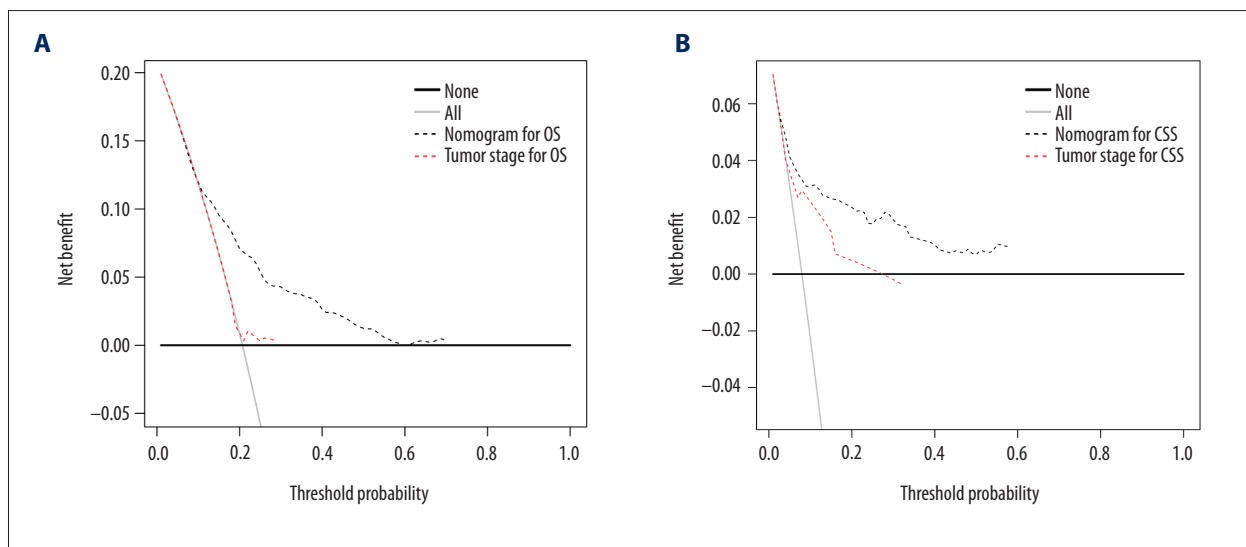 A
Net benefit
0.20
0.15
0.10
0.05
0.00
−0.05
0.0 0.2 0.4 0.6 0.8 1.0
Threshold probability
None
All
Nomogram for OS
Tumor stage for OS
B
Net benefit
0.06
0.04
0.02
0.00
−0.02
−0.04
0.0 0.2 0.4 0.6 0.8 1.0
Threshold probability
None
All
Nomogram for CSS
Tumor stage for CSS